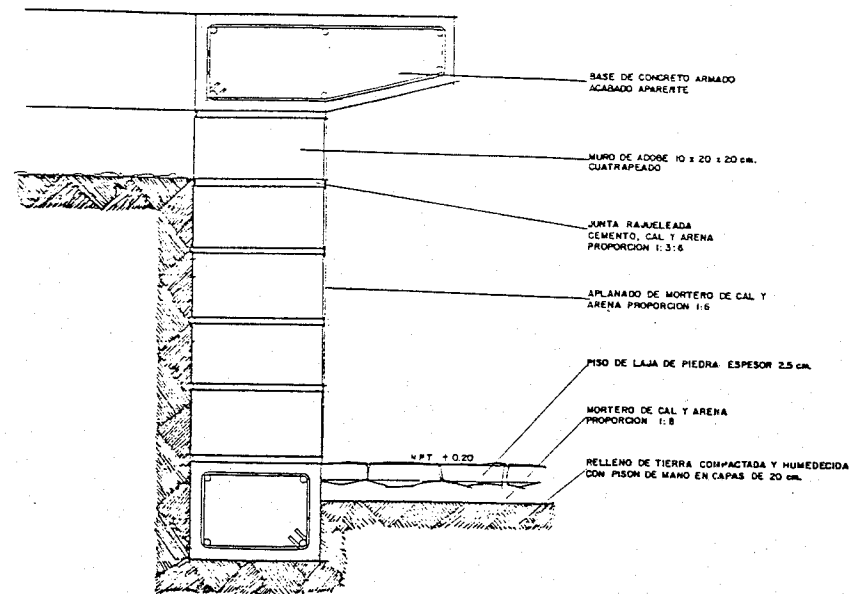 BASE DE CONCRETO ARMADO
ACABADO APARENTE
MURO DE ADOBE 10 x 20 x 20 cm.
CUATRAPEADO
JUNTA RAJUELEADA
CEMENTO, CAL Y ARENA
PROPORCION 1:3:6
APLANADO DE MORTERO DE CAL Y
ARENA PROPORCION 1:6
PISO DE LAJA DE PIEDRA ESPESOR 2.5 cm.
MORTERO DE CAL Y ARENA
PROPORCION 1:8
NPT +0.20
RELLENO DE TIERRA COMPACTADA Y HUMEDECIDA
CON PISON DE MANO EN CAPAS DE 20 cm.